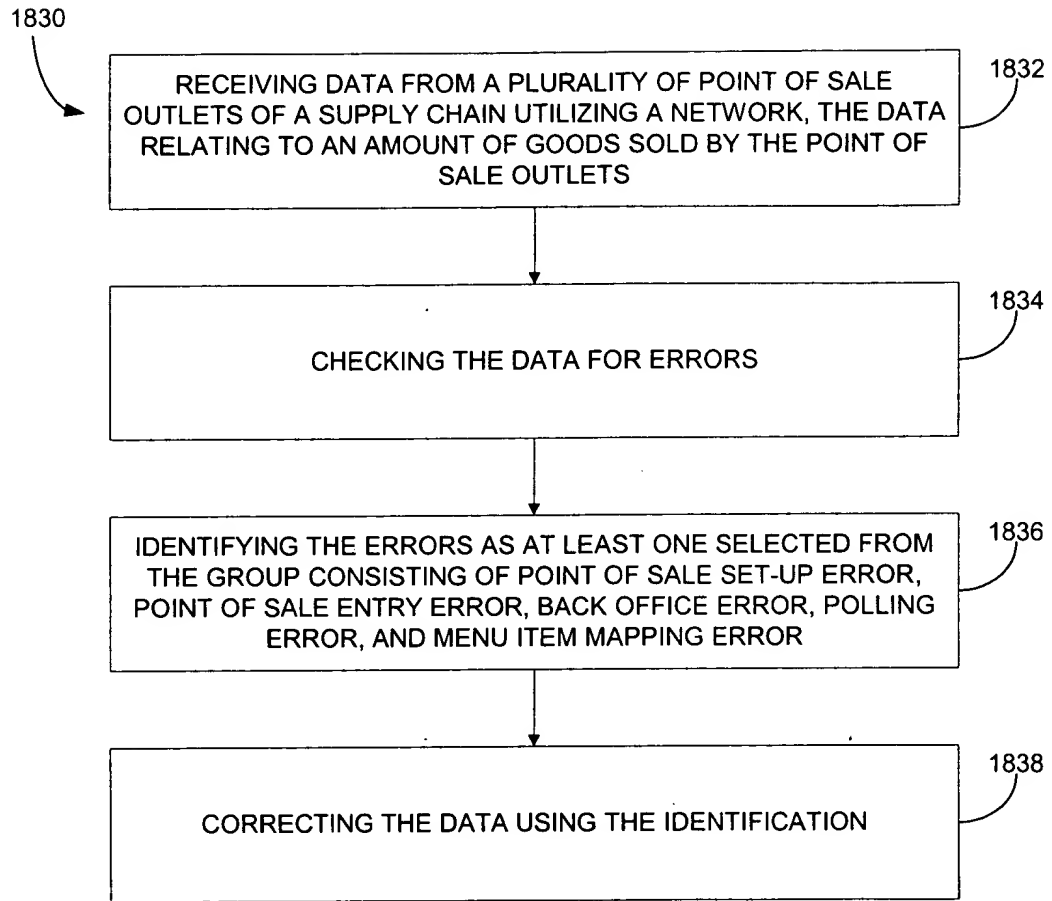 1830
RECEIVING DATA FROM A PLURALITY OF POINT OF SALE
OUTLETS OF A SUPPLY CHAIN UTILIZING A NETWORK, THE DATA
RELATING TO AN AMOUNT OF GOODS SOLD BY THE POINT OF
SALE OUTLETS
1832
CHECKING THE DATA FOR ERRORS
1834
IDENTIFYING THE ERRORS AS AT LEAST ONE SELECTED FROM
THE GROUP CONSISTING OF POINT OF SALE SET-UP ERROR,
POINT OF SALE ENTRY ERROR, BACK OFFICE ERROR, POLLING
ERROR, AND MENU ITEM MAPPING ERROR
1836
CORRECTING THE DATA USING THE IDENTIFICATION
1838